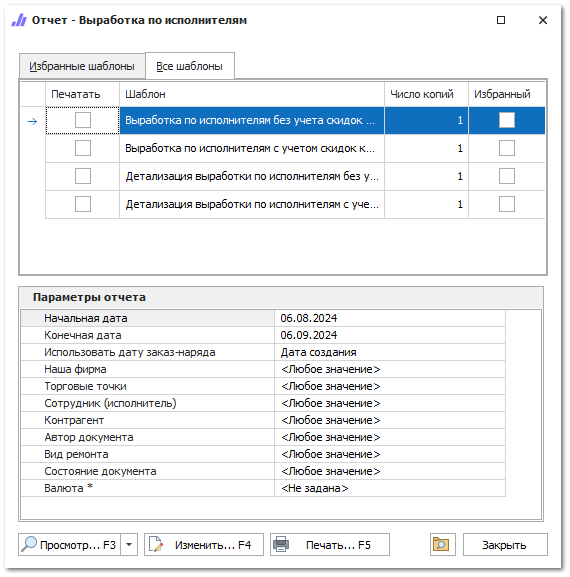 Отчет - Выработка по исполнителям
Избранные шаблоны Все шаблоны
Печатать Шаблон Число копий Избранный
Выработка по исполнителям без учета скидок ... 1
Выработка по исполнителям с учетом скидок к... 1
Детализация выработки по исполнителям без у... 1
Детализация выработки по исполнителям с уче... 1
Параметры отчета
Начальная дата 06.08.2024
Конечная дата 06.09.2024
Использовать дату заказ-наряда Дата создания
Наша фирма <Любое значение>
Торговые точки <Любое значение>
Сотрудник (исполнитель) <Любое значение>
Контрагент <Любое значение>
Автор документа <Любое значение>
Вид ремонта <Любое значение>
Состояние документа <Любое значение>
Валюта * <Не задана>
Просмотр... F3 Изменить... F4 Печать... F5 Закрыть